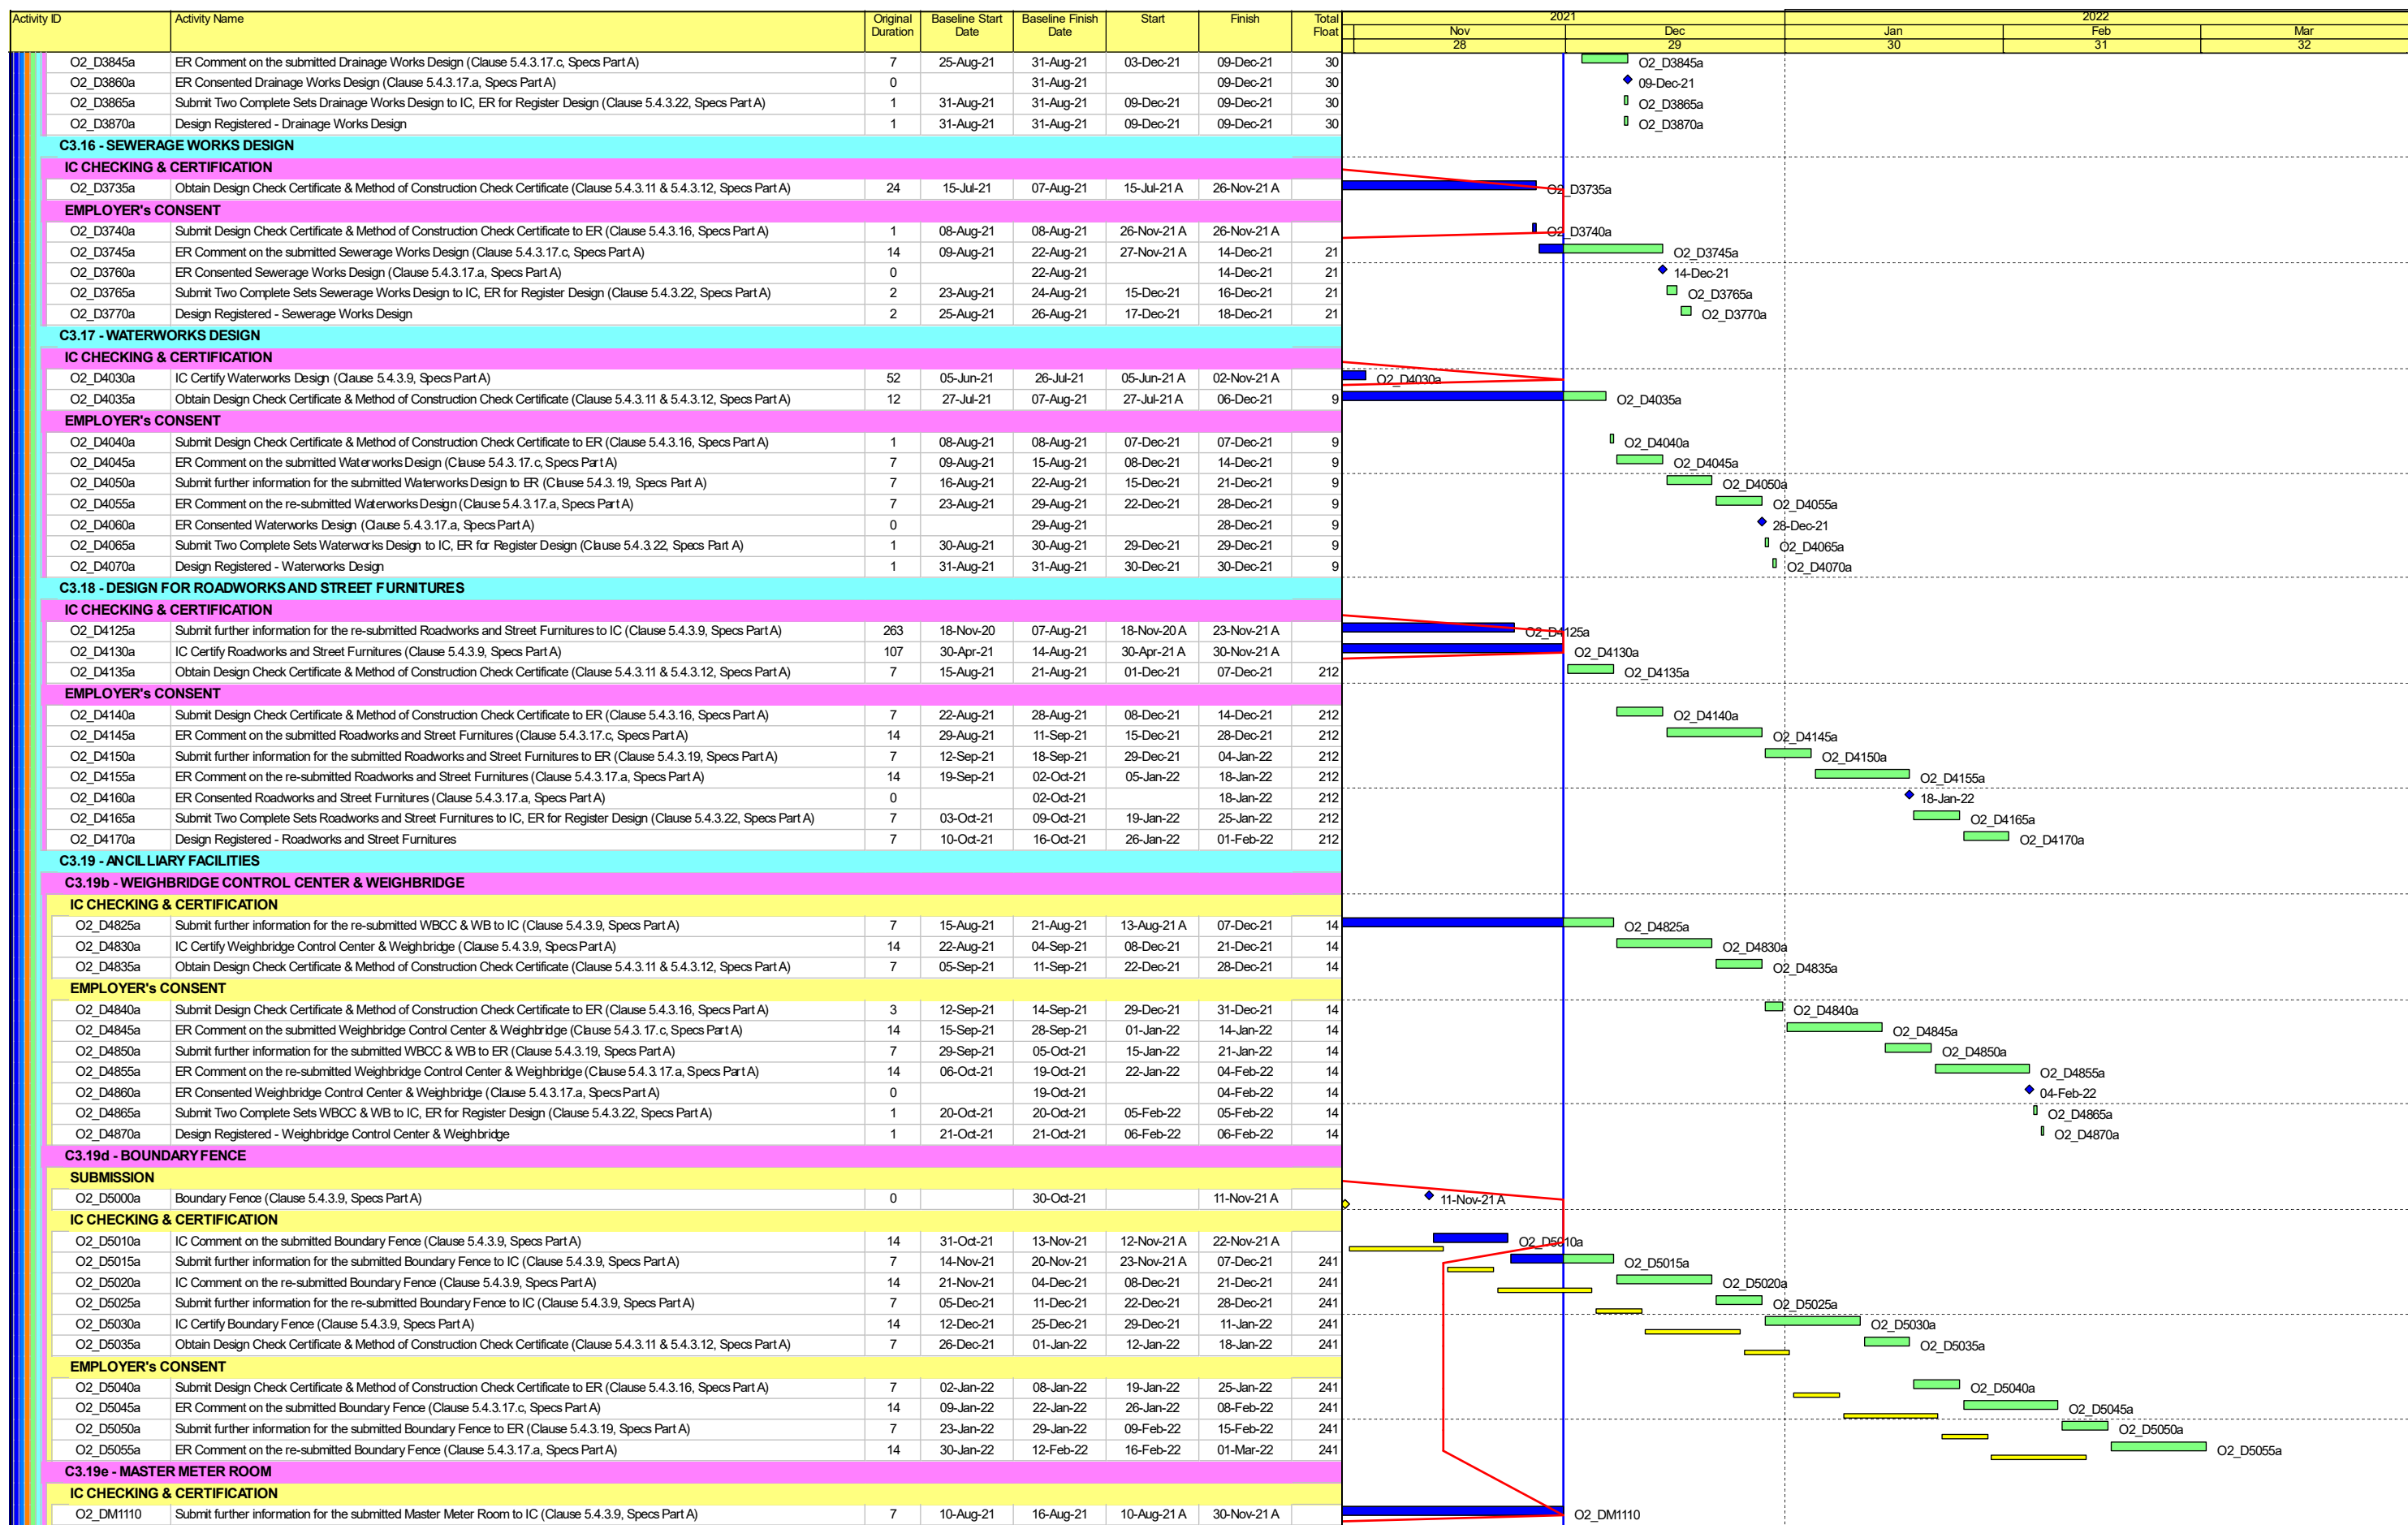 Activity ID Activity Name Original Duration Baseline Start Date Baseline Finish Date Start Finish Total Float 2021 2022
Nov Dec Jan Feb Mar
28 29 30 31 32
O2_D3845a ER Comment on the submitted Drainage Works Design (Clause 5.4.3.17.c, Specs Part A) 7 25-Aug-21 31-Aug-21 03-Dec-21 09-Dec-21 30 O2_D3845a
O2_D3860a ER Consented Drainage Works Design (Clause 5.4.3.17.a, Specs Part A) 0 31-Aug-21 09-Dec-21 30 09-Dec-21
O2_D3865a Submit Two Complete Sets Drainage Works Design to IC, ER for Register Design (Clause 5.4.3.22, Specs Part A) 1 31-Aug-21 31-Aug-21 09-Dec-21 09-Dec-21 30 O2_D3865a
O2_D3870a Design Registered - Drainage Works Design 1 31-Aug-21 31-Aug-21 09-Dec-21 09-Dec-21 30 O2_D3870a
C3.16 - SEWERAGE WORKS DESIGN
IC CHECKING & CERTIFICATION
O2_D3735a Obtain Design Check Certificate & Method of Construction Check Certificate (Clause 5.4.3.11 & 5.4.3.12, Specs Part A) 24 15-Jul-21 07-Aug-21 15-Jul-21 A 26-Nov-21 A O2_D3735a
EMPLOYER's CONSENT
O2_D3740a Submit Design Check Certificate & Method of Construction Check Certificate to ER (Clause 5.4.3.16, Specs Part A) 1 08-Aug-21 08-Aug-21 26-Nov-21 A 26-Nov-21 A O2_D3740a
O2_D3745a ER Comment on the submitted Sewerage Works Design (Clause 5.4.3.17.c, Specs Part A) 14 09-Aug-21 22-Aug-21 27-Nov-21 A 14-Dec-21 21 O2_D3745a
O2_D3760a ER Consented Sewerage Works Design (Clause 5.4.3.17.a, Specs Part A) 0 22-Aug-21 14-Dec-21 21 14-Dec-21
O2_D3765a Submit Two Complete Sets Sewerage Works Design to IC, ER for Register Design (Clause 5.4.3.22, Specs Part A) 2 23-Aug-21 24-Aug-21 15-Dec-21 16-Dec-21 21 O2_D3765a
O2_D3770a Design Registered - Sewerage Works Design 2 25-Aug-21 26-Aug-21 17-Dec-21 18-Dec-21 21 O2_D3770a
C3.17 - WATERWORKS DESIGN
IC CHECKING & CERTIFICATION
O2_D4030a IC Certify Waterworks Design (Clause 5.4.3.9, Specs Part A) 52 05-Jun-21 26-Jul-21 05-Jun-21 A 02-Nov-21 A O2_D4030a
O2_D4035a Obtain Design Check Certificate & Method of Construction Check Certificate (Clause 5.4.3.11 & 5.4.3.12, Specs Part A) 12 27-Jul-21 07-Aug-21 27-Jul-21 A 06-Dec-21 9 O2_D4035a
EMPLOYER's CONSENT
O2_D4040a Submit Design Check Certificate & Method of Construction Check Certificate to ER (Clause 5.4.3.16, Specs Part A) 1 08-Aug-21 08-Aug-21 07-Dec-21 07-Dec-21 9 O2_D4040a
O2_D4045a ER Comment on the submitted Waterworks Design (Clause 5.4.3.17.c, Specs Part A) 7 09-Aug-21 15-Aug-21 08-Dec-21 14-Dec-21 9 O2_D4045a
O2_D4050a Submit further information for the submitted Waterworks Design to ER (Clause 5.4.3.19, Specs Part A) 7 16-Aug-21 22-Aug-21 15-Dec-21 21-Dec-21 9 O2_D4050a
O2_D4055a ER Comment on the re-submitted Waterworks Design (Clause 5.4.3.17.a, Specs Part A) 7 23-Aug-21 29-Aug-21 22-Dec-21 28-Dec-21 9 O2_D4055a
O2_D4060a ER Consented Waterworks Design (Clause 5.4.3.17.a, Specs Part A) 0 29-Aug-21 28-Dec-21 9 28-Dec-21
O2_D4065a Submit Two Complete Sets Waterworks Design to IC, ER for Register Design (Clause 5.4.3.22, Specs Part A) 1 30-Aug-21 30-Aug-21 29-Dec-21 29-Dec-21 9 O2_D4065a
O2_D4070a Design Registered - Waterworks Design 1 31-Aug-21 31-Aug-21 30-Dec-21 30-Dec-21 9 O2_D4070a
C3.18 - DESIGN FOR ROADWORKS AND STREET FURNITURES
IC CHECKING & CERTIFICATION
O2_D4125a Submit further information for the re-submitted Roadworks and Street Furnitures to IC (Clause 5.4.3.9, Specs Part A) 263 18-Nov-20 07-Aug-21 18-Nov-20 A 23-Nov-21 A O2_D4125a
O2_D4130a IC Certify Roadworks and Street Furnitures (Clause 5.4.3.9, Specs Part A) 107 30-Apr-21 14-Aug-21 30-Apr-21 A 30-Nov-21 A O2_D4130a
O2_D4135a Obtain Design Check Certificate & Method of Construction Check Certificate (Clause 5.4.3.11 & 5.4.3.12, Specs Part A) 7 15-Aug-21 21-Aug-21 01-Dec-21 07-Dec-21 212 O2_D4135a
EMPLOYER's CONSENT
O2_D4140a Submit Design Check Certificate & Method of Construction Check Certificate to ER (Clause 5.4.3.16, Specs Part A) 7 22-Aug-21 28-Aug-21 08-Dec-21 14-Dec-21 212 O2_D4140a
O2_D4145a ER Comment on the submitted Roadworks and Street Furnitures (Clause 5.4.3.17.c, Specs Part A) 14 29-Aug-21 11-Sep-21 15-Dec-21 28-Dec-21 212 O2_D4145a
O2_D4150a Submit further information for the submitted Roadworks and Street Furnitures to ER (Clause 5.4.3.19, Specs Part A) 7 12-Sep-21 18-Sep-21 29-Dec-21 04-Jan-22 212 O2_D4150a
O2_D4155a ER Comment on the re-submitted Roadworks and Street Furnitures (Clause 5.4.3.17.a, Specs Part A) 14 19-Sep-21 02-Oct-21 05-Jan-22 18-Jan-22 212 O2_D4155a
O2_D4160a ER Consented Roadworks and Street Furnitures (Clause 5.4.3.17.a, Specs Part A) 0 02-Oct-21 18-Jan-22 212 18-Jan-22
O2_D4165a Submit Two Complete Sets Roadworks and Street Furnitures to IC, ER for Register Design (Clause 5.4.3.22, Specs Part A) 7 03-Oct-21 09-Oct-21 19-Jan-22 25-Jan-22 212 O2_D4165a
O2_D4170a Design Registered - Roadworks and Street Furnitures 7 10-Oct-21 16-Oct-21 26-Jan-22 01-Feb-22 212 O2_D4170a
C3.19 - ANCILLIARY FACILITIES
C3.19b - WEIGHBRIDGE CONTROL CENTER & WEIGHBRIDGE
IC CHECKING & CERTIFICATION
O2_D4825a Submit further information for the re-submitted WBCC & WB to IC (Clause 5.4.3.9, Specs Part A) 7 15-Aug-21 21-Aug-21 13-Aug-21 A 07-Dec-21 14 O2_D4825a
O2_D4830a IC Certify Weighbridge Control Center & Weighbridge (Clause 5.4.3.9, Specs Part A) 14 22-Aug-21 04-Sep-21 08-Dec-21 21-Dec-21 14 O2_D4830a
O2_D4835a Obtain Design Check Certificate & Method of Construction Check Certificate (Clause 5.4.3.11 & 5.4.3.12, Specs Part A) 7 05-Sep-21 11-Sep-21 22-Dec-21 28-Dec-21 14 O2_D4835a
EMPLOYER's CONSENT
O2_D4840a Submit Design Check Certificate & Method of Construction Check Certificate to ER (Clause 5.4.3.16, Specs Part A) 3 12-Sep-21 14-Sep-21 29-Dec-21 31-Dec-21 14 O2_D4840a
O2_D4845a ER Comment on the submitted Weighbridge Control Center & Weighbridge (Clause 5.4.3.17.c, Specs Part A) 14 15-Sep-21 28-Sep-21 01-Jan-22 14-Jan-22 14 O2_D4845a
O2_D4850a Submit further information for the submitted WBCC & WB to ER (Clause 5.4.3.19, Specs Part A) 7 29-Sep-21 05-Oct-21 15-Jan-22 21-Jan-22 14 O2_D4850a
O2_D4855a ER Comment on the re-submitted Weighbridge Control Center & Weighbridge (Clause 5.4.3.17.a, Specs Part A) 14 06-Oct-21 19-Oct-21 22-Jan-22 04-Feb-22 14 O2_D4855a
O2_D4860a ER Consented Weighbridge Control Center & Weighbridge (Clause 5.4.3.17.a, Specs Part A) 0 19-Oct-21 04-Feb-22 14 04-Feb-22
O2_D4865a Submit Two Complete Sets WBCC & WB to IC, ER for Register Design (Clause 5.4.3.22, Specs Part A) 1 20-Oct-21 20-Oct-21 05-Feb-22 05-Feb-22 14 O2_D4865a
O2_D4870a Design Registered - Weighbridge Control Center & Weighbridge 1 21-Oct-21 21-Oct-21 06-Feb-22 06-Feb-22 14 O2_D4870a
C3.19d - BOUNDARY FENCE
SUBMISSION
O2_D5000a Boundary Fence (Clause 5.4.3.9, Specs Part A) 0 30-Oct-21 11-Nov-21 A 11-Nov-21 A
IC CHECKING & CERTIFICATION
O2_D5010a IC Comment on the submitted Boundary Fence (Clause 5.4.3.9, Specs Part A) 14 31-Oct-21 13-Nov-21 12-Nov-21 A 22-Nov-21 A O2_D5010a
O2_D5015a Submit further information for the submitted Boundary Fence to IC (Clause 5.4.3.9, Specs Part A) 7 14-Nov-21 20-Nov-21 23-Nov-21 A 07-Dec-21 241 O2_D5015a
O2_D5020a IC Comment on the re-submitted Boundary Fence (Clause 5.4.3.9, Specs Part A) 14 21-Nov-21 04-Dec-21 08-Dec-21 21-Dec-21 241 O2_D5020a
O2_D5025a Submit further information for the re-submitted Boundary Fence to IC (Clause 5.4.3.9, Specs Part A) 7 05-Dec-21 11-Dec-21 22-Dec-21 28-Dec-21 241 O2_D5025a
O2_D5030a IC Certify Boundary Fence (Clause 5.4.3.9, Specs Part A) 14 12-Dec-21 25-Dec-21 29-Dec-21 11-Jan-22 241 O2_D5030a
O2_D5035a Obtain Design Check Certificate & Method of Construction Check Certificate (Clause 5.4.3.11 & 5.4.3.12, Specs Part A) 7 26-Dec-21 01-Jan-22 12-Jan-22 18-Jan-22 241 O2_D5035a
EMPLOYER's CONSENT
O2_D5040a Submit Design Check Certificate & Method of Construction Check Certificate to ER (Clause 5.4.3.16, Specs Part A) 7 02-Jan-22 08-Jan-22 19-Jan-22 25-Jan-22 241 O2_D5040a
O2_D5045a ER Comment on the submitted Boundary Fence (Clause 5.4.3.17.c, Specs Part A) 14 09-Jan-22 22-Jan-22 26-Jan-22 08-Feb-22 241 O2_D5045a
O2_D5050a Submit further information for the submitted Boundary Fence to ER (Clause 5.4.3.19, Specs Part A) 7 23-Jan-22 29-Jan-22 09-Feb-22 15-Feb-22 241 O2_D5050a
O2_D5055a ER Comment on the re-submitted Boundary Fence (Clause 5.4.3.17.a, Specs Part A) 14 30-Jan-22 12-Feb-22 16-Feb-22 01-Mar-22 241 O2_D5055a
C3.19e - MASTER METER ROOM
IC CHECKING & CERTIFICATION
O2_DM1110 Submit further information for the submitted Master Meter Room to IC (Clause 5.4.3.9, Specs Part A) 7 10-Aug-21 16-Aug-21 10-Aug-21 A 30-Nov-21 A O2_DM1110